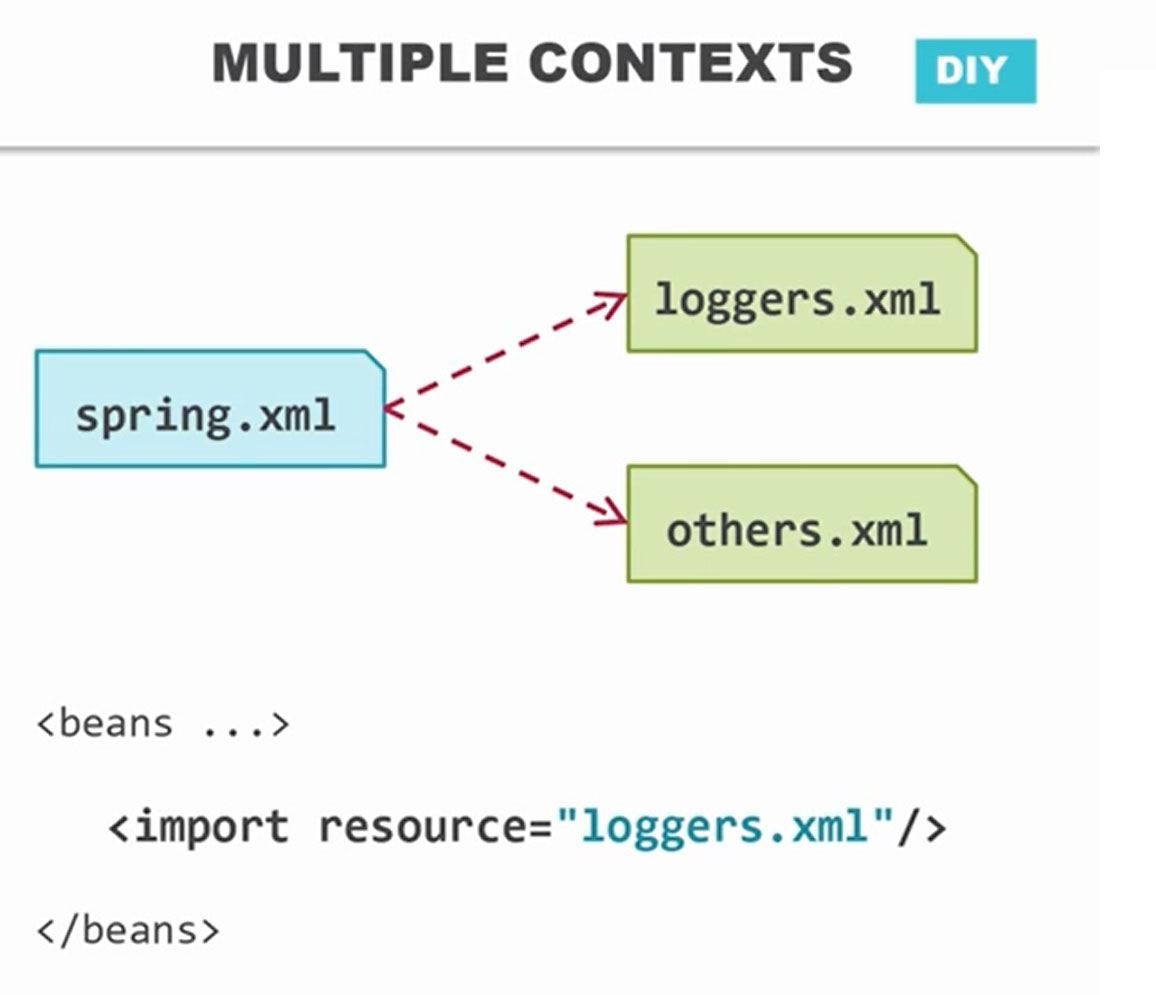 MULTIPLE CONTEXTS DIY
loggers.xml
spring.xml
others.xml
<beans ...>
<import resource="loggers.xml"/>
</beans>